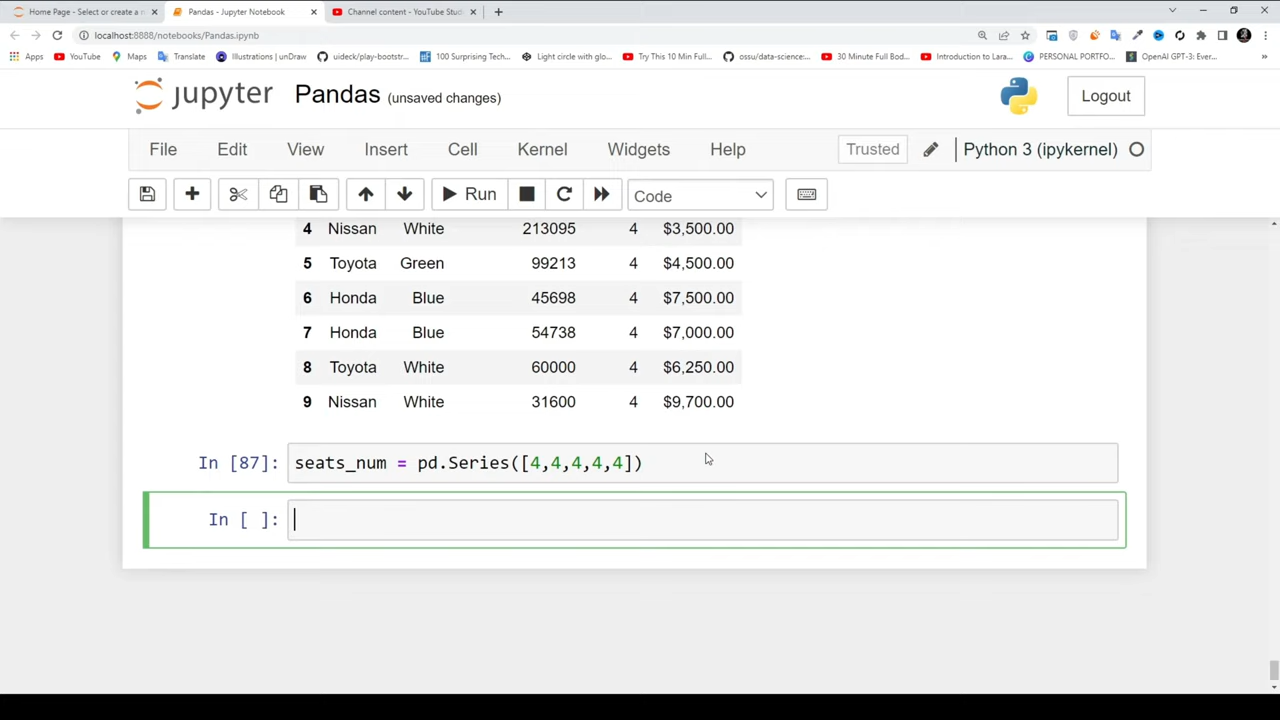 Home Page - Select or create a n
Pandas - Jupyter Notebook
Channel content - YouTube Stud
localhost:8888/notebooks/Pandas.ipynb
Apps YouTube Maps Translate Illustrations | unDraw uideck/play-bootstr... 100 Surprising Tech... Light circle with glo... Try This 10 Min Full... ossu/data-science:... 30 Minute Full Bod... Introduction to Lara... PERSONAL PORTFO... OpenAI GPT-3: Ever... »
jupyter Pandas (unsaved changes) Logout
File Edit View Insert Cell Kernel Widgets Help Trusted Python 3 (ipykernel)
Run Code
4 Nissan White 213095 4 $3,500.00
5 Toyota Green 99213 4 $4,500.00
6 Honda Blue 45698 4 $7,500.00
7 Honda Blue 54738 4 $7,000.00
8 Toyota White 60000 4 $6,250.00
9 Nissan White 31600 4 $9,700.00
In [87]: seats_num = pd.Series([4,4,4,4,4])
In [ ]: